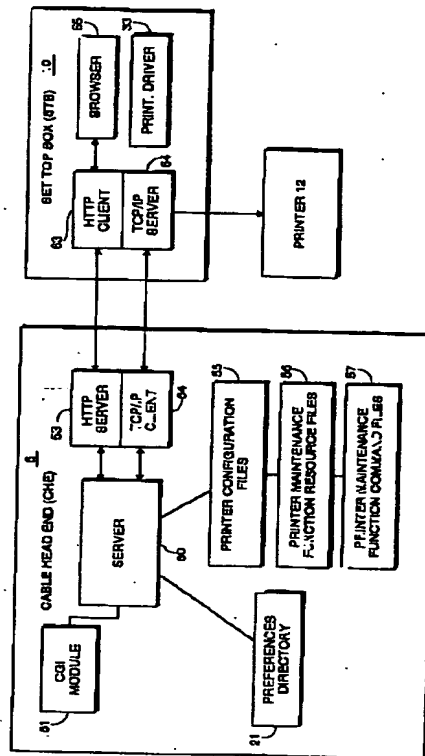 CABLE HEAD END (CHE)
CGI
MODULE
51
SERVER
50
HTTP
SERVER
53
TCP/IP
CLIENT
54
PREFERENCES
DIRECTORY
21
PRINTER CONFIGURATION
FILES
55
PRINTER MAINTENANCE
FUNCTION RESOURCE FILES
56
PRINTER MAINTENANCE
FUNCTION COMMAND FILES
57
SET TOP BOX (STB)
10
HTTP
CLIENT
63
TCP/IP
SERVER
64
BROWSER
65
PRINT. DRIVER
33
PRINTER 12